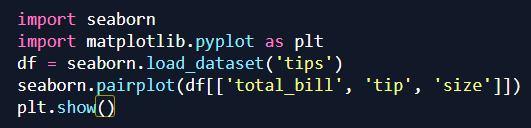 import seaborn
import matplotlib.pyplot as plt
df = seaborn.load_dataset('tips')
seaborn.pairplot(df[['total_bill', 'tip', 'size']])
plt.show()